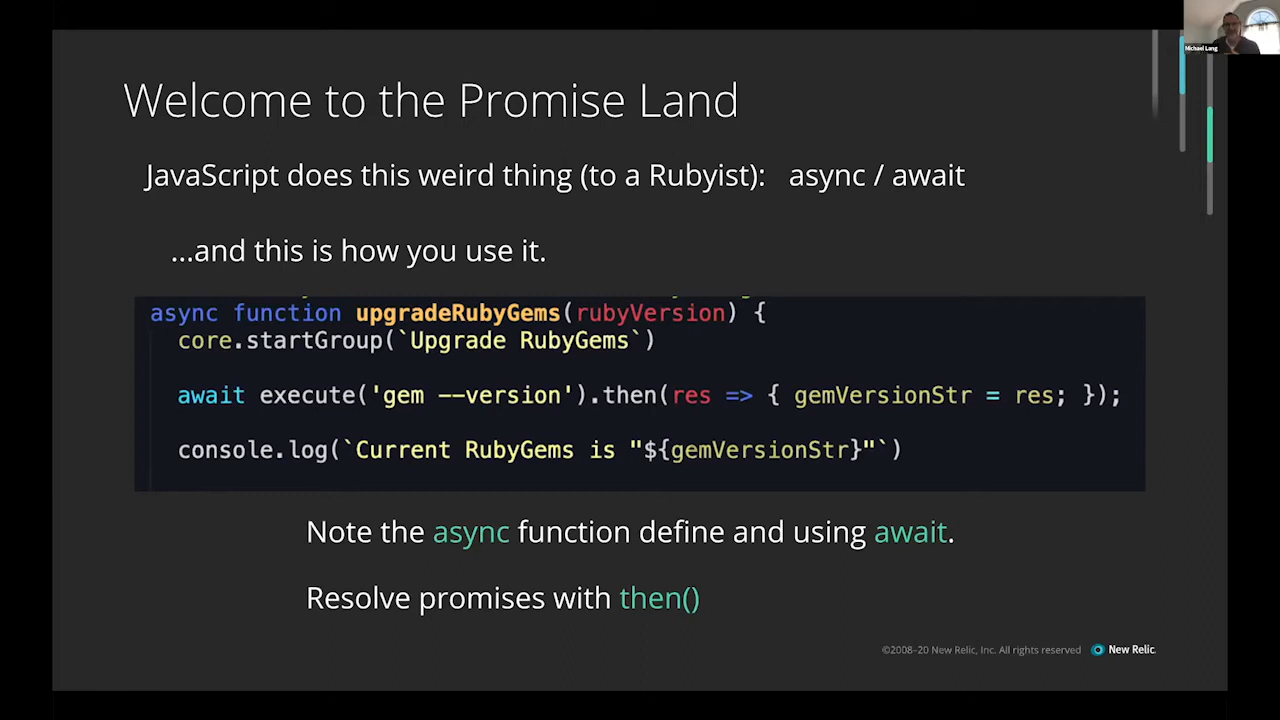 Michael Lang
Welcome to the Promise Land
JavaScript does this weird thing (to a Rubyist): async / await
...and this is how you use it.
async function upgradeRubyGems(rubyVersion) {
core.startGroup(`Upgrade RubyGems`)
await execute('gem --version').then(res => { gemVersionStr = res; });
console.log(`Current RubyGems is "${gemVersionStr}"`)
Note the async function define and using await.
Resolve promises with then()
©2008–20 New Relic, Inc. All rights reserved
New Relic.